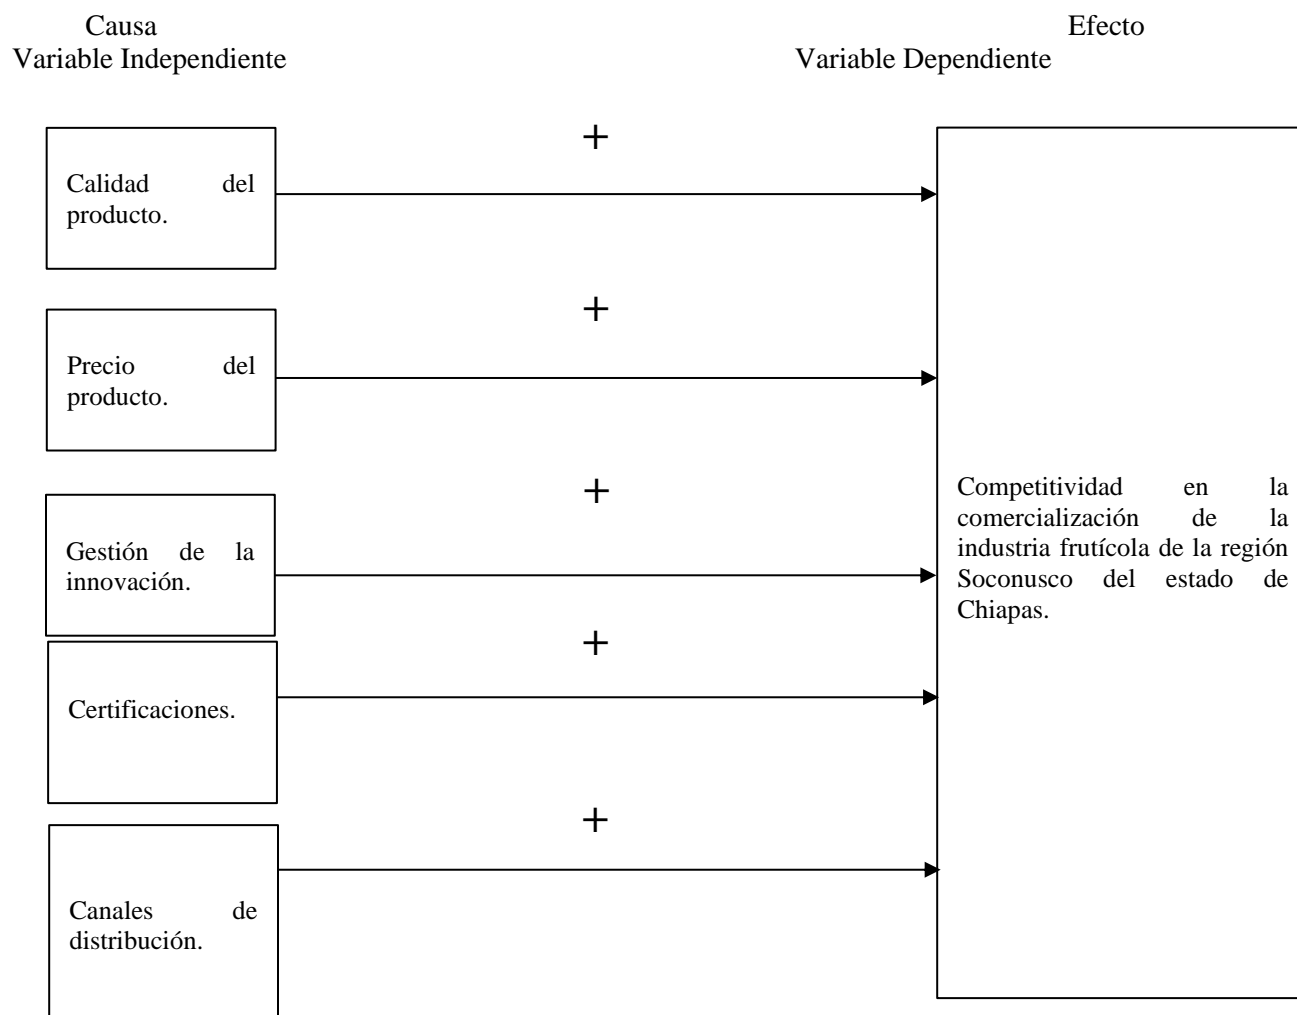 Causa
Efecto
Variable Independiente
Variable Dependiente
+
Calidad del
producto.
+
Precio del
producto.
+
Gestión de la
innovación.
+
Certificaciones.
+
Canales de
distribución.
Competitividad en la
comercialización de la
industria frutícola de la región
Soconusco del estado de
Chiapas.